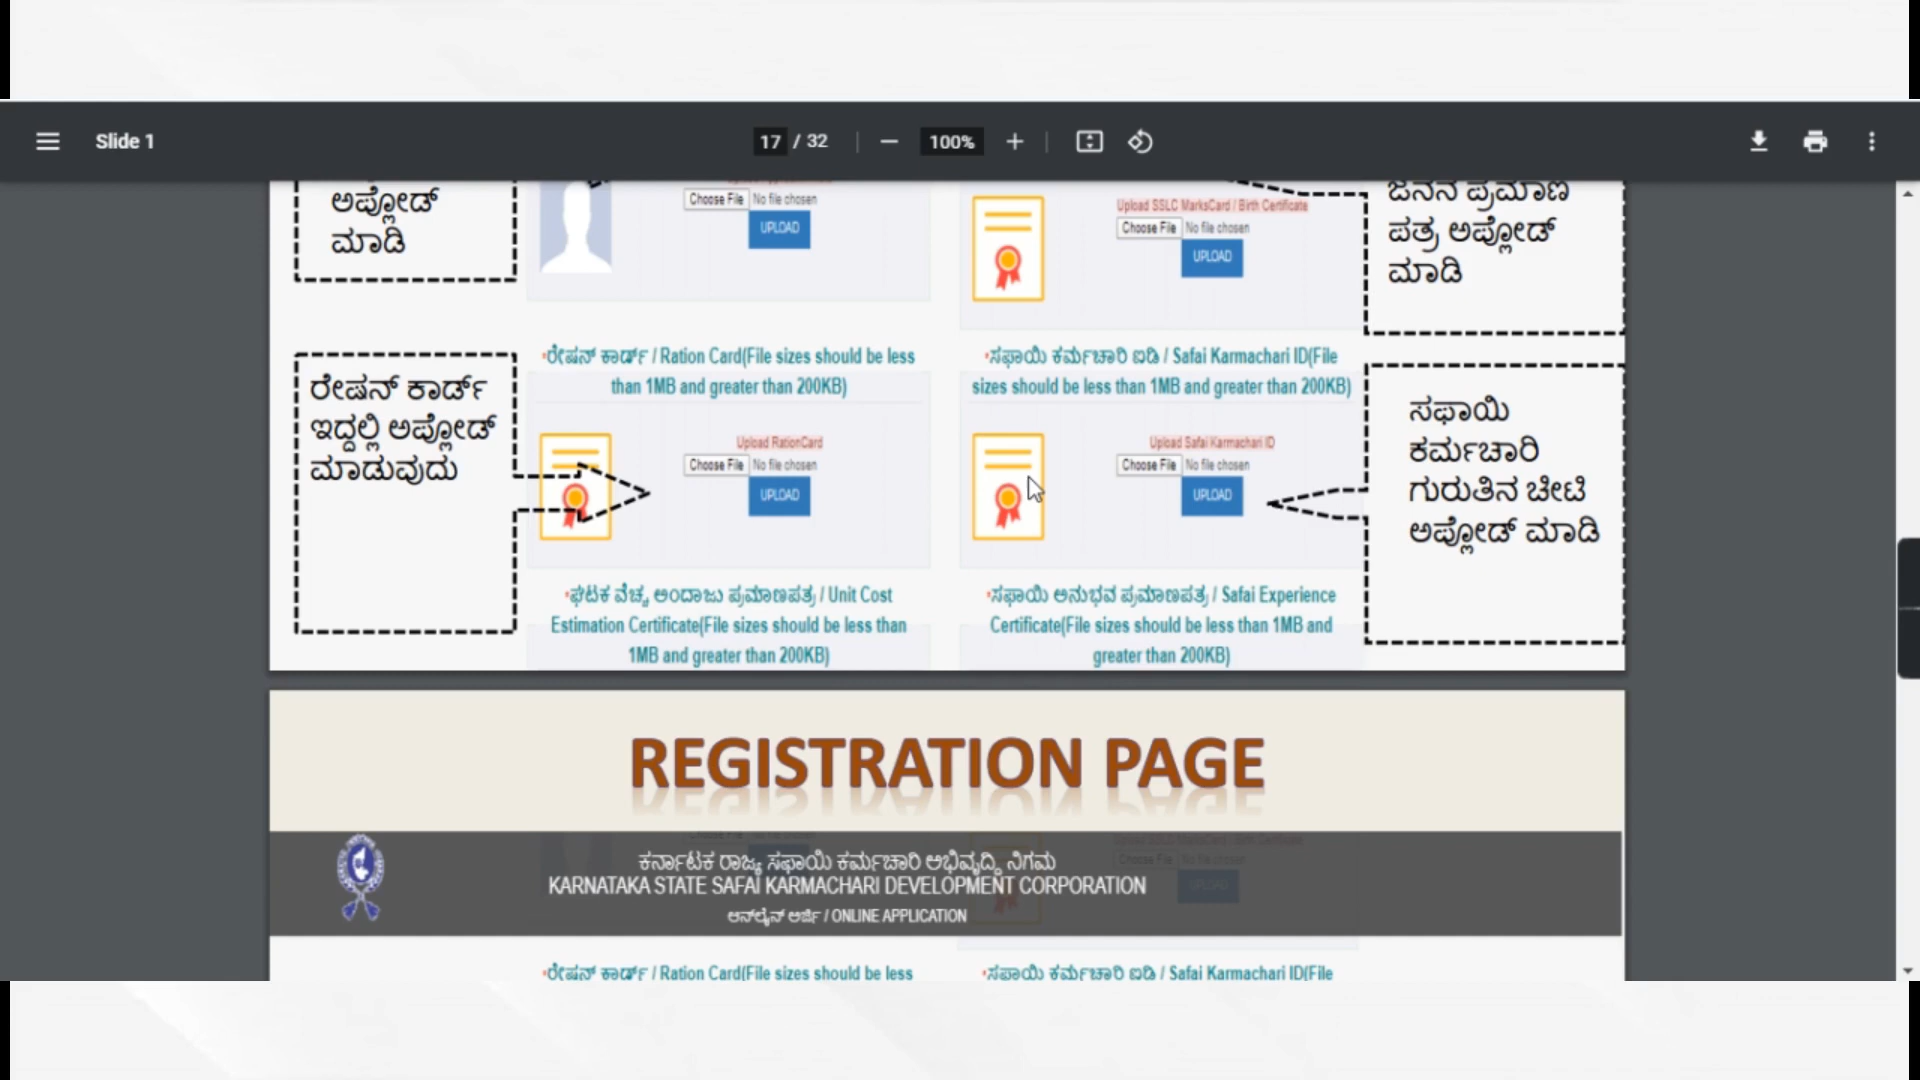 Slide 1
17 / 32
100%
ಅಪ್ಲೋಡ್
ಮಾಡಿ
Choose File No file chosen
UPLOAD
Upload SSLC MarksCard / Birth Certificate
Choose File No file chosen
UPLOAD
ಜನನ ಪ್ರಮಾಣ
ಪತ್ರ ಅಪ್ಲೋಡ್
ಮಾಡಿ
ರೇಷನ್ ಕಾರ್ಡ್
ಇದ್ದಲ್ಲಿ ಅಪ್ಲೋಡ್
ಮಾಡುವುದು
*ರೇಷನ್ ಕಾರ್ಡ್ / Ration Card(File sizes should be less
than 1MB and greater than 200KB)
Upload RationCard
Choose File No file chosen
UPLOAD
*ಸಫಾಯಿ ಕರ್ಮಚಾರಿ ಐಡಿ / Safai Karmachari ID(File
sizes should be less than 1MB and greater than 200KB)
Upload Safai Karmachari ID
Choose File No file chosen
UPLOAD
ಸಫಾಯಿ
ಕರ್ಮಚಾರಿ
ಗುರುತಿನ ಚೀಟಿ
ಅಪ್ಲೋಡ್ ಮಾಡಿ
*ಘಟಕ ವೆಚ್ಚ ಅಂದಾಜು ಪ್ರಮಾಣಪತ್ರ / Unit Cost
Estimation Certificate(File sizes should be less than
1MB and greater than 200KB)
*ಸಫಾಯಿ ಅನುಭವ ಪ್ರಮಾಣಪತ್ರ / Safai Experience
Certificate(File sizes should be less than 1MB and
greater than 200KB)
REGISTRATION PAGE
ಕರ್ನಾಟಕ ರಾಜ್ಯ ಸಫಾಯಿ ಕರ್ಮಚಾರಿ ಅಭಿವೃದ್ಧಿ ನಿಗಮ
KARNATAKA STATE SAFAI KARMACHARI DEVELOPMENT CORPORATION
ಆನ್‌ಲೈನ್ ಅರ್ಜಿ / ONLINE APPLICATION
Choose File No file chosen
*ರೇಷನ್ ಕಾರ್ಡ್ / Ration Card(File sizes should be less
*ಸಫಾಯಿ ಕರ್ಮಚಾರಿ ಐಡಿ / Safai Karmachari ID(File